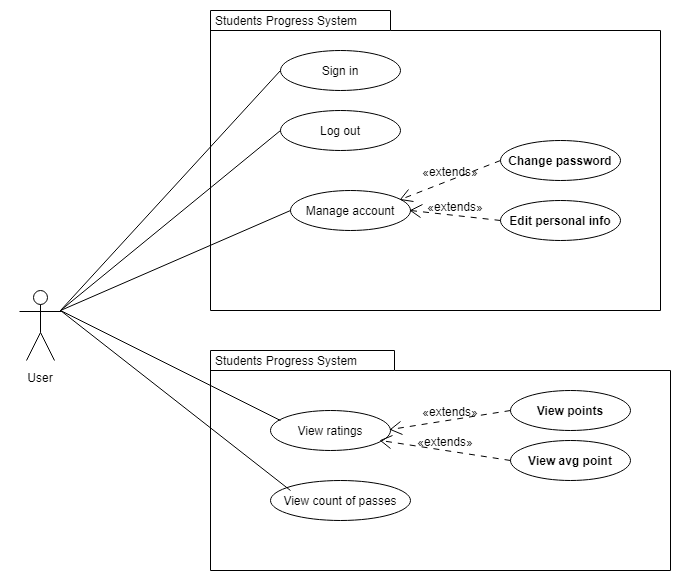 Students Progress System
Sign in
Log out
Change password
«extends»
Manage account
«extends»
Edit personal info
User
Students Progress System
View ratings
«extends»
View points
«extends»
View avg point
View count of passes